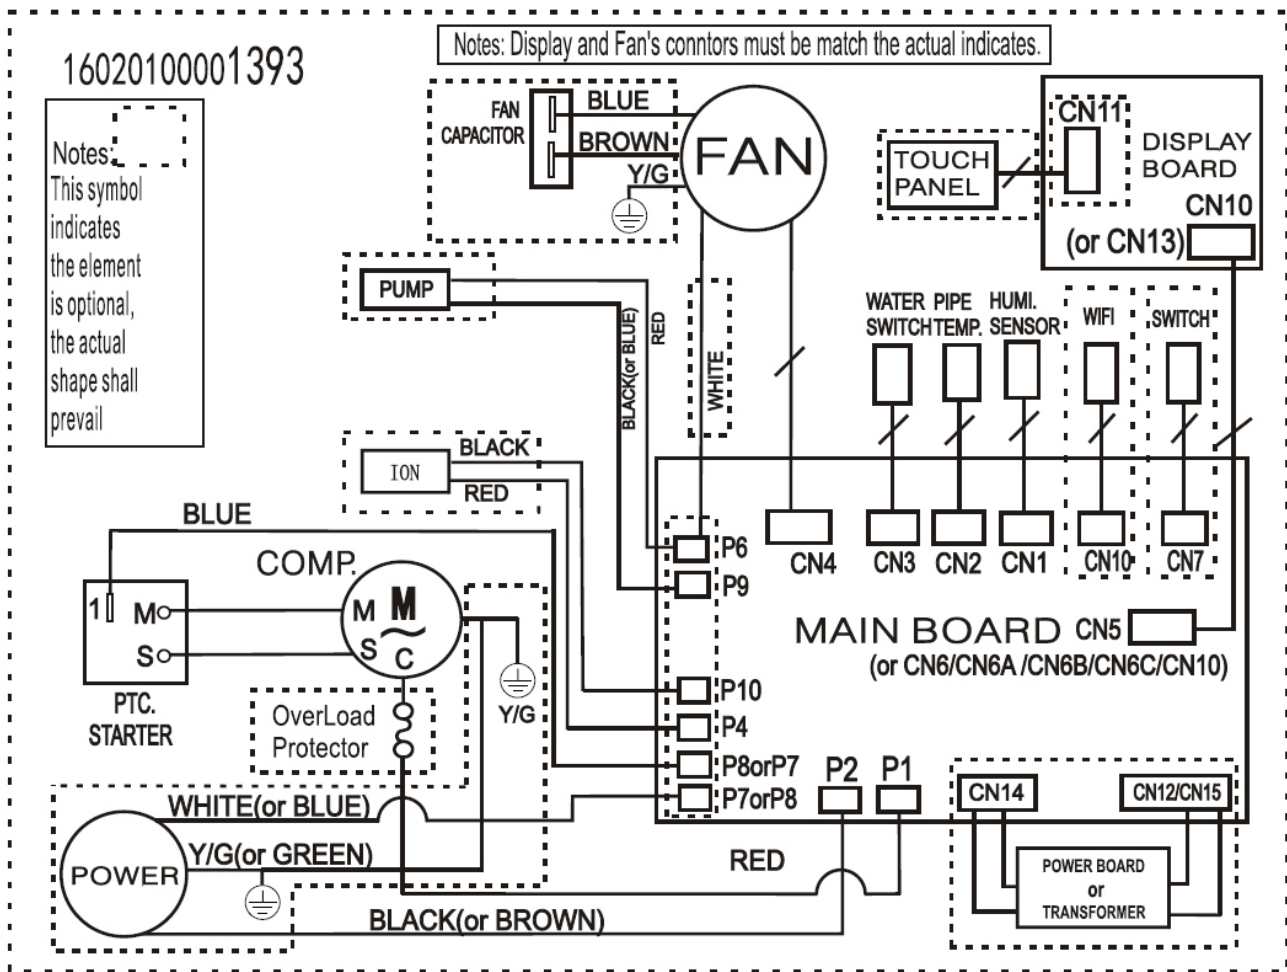 Notes: Display and Fan's conntors must be match the actual indicates.
16020100001393
Notes:
This symbol
indicates
the element
is optional,
the actual
shape shall
prevail
FAN
CAPACITOR
BLUE
BROWN
Y/G
FAN
TOUCH
PANEL
CN11
DISPLAY
BOARD
CN10
(or CN13)
PUMP
BLACK(or BLUE)
RED
WHITE
WATER
SWITCH
PIPE
TEMP.
HUMI.
SENSOR
WIFI
SWITCH
ION
BLACK
RED
BLUE
COMP.
1
M
S
PTC.
STARTER
M
S
C
M
~
Y/G
OverLoad
Protector
P6
P9
P10
P4
P8orP7
P7orP8
CN4
CN3
CN2
CN1
CN10
CN7
MAIN BOARD
CN5
(or CN6/CN6A /CN6B/CN6C/CN10)
P2
P1
CN14
CN12/CN15
POWER BOARD
or
TRANSFORMER
WHITE(or BLUE)
Y/G(or GREEN)
POWER
RED
BLACK(or BROWN)